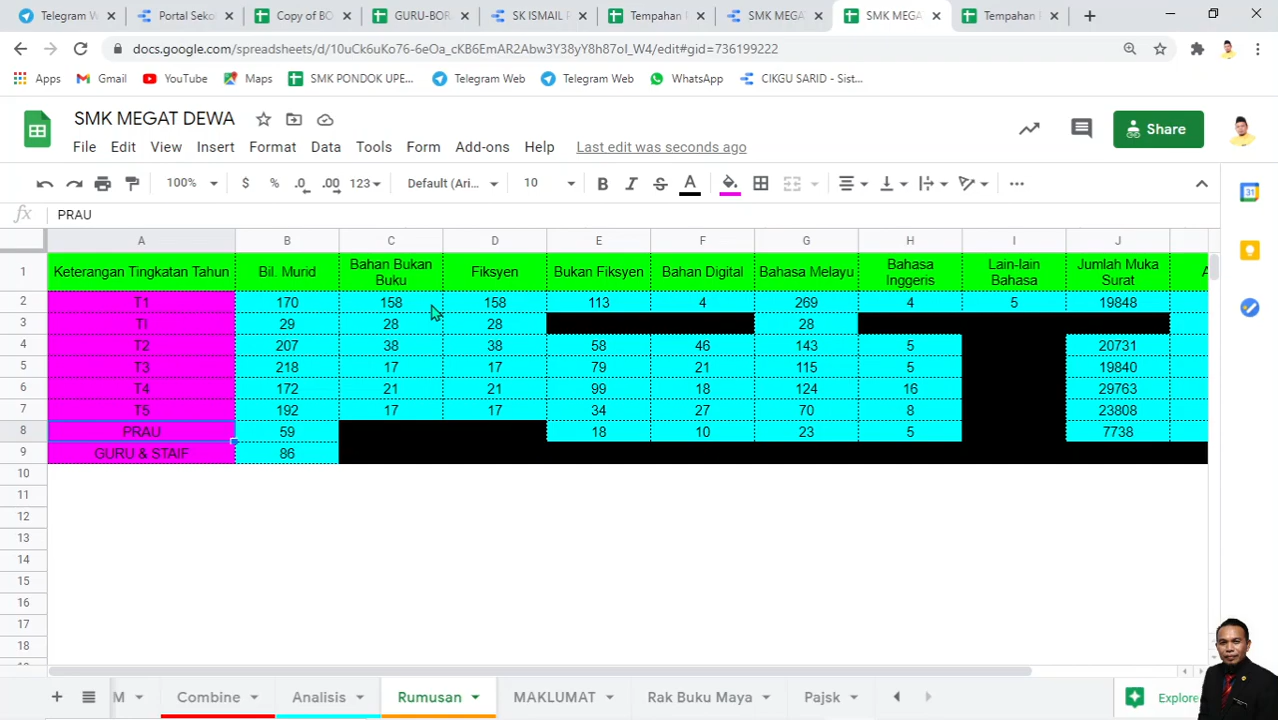 Telegram W
Portal Seko
Copy of BO
GURU-BOR
SK ISMAIL P
Tempahan
SMK MEGA
SMK MEGA
Tempahan
docs.google.com/spreadsheets/d/10uCk6uKo76-6eOa_cKB6EmAR2Abw3Y38yY8h87oI_W4/edit#gid=736199222
Apps
Gmail
YouTube
Maps
SMK PONDOK UPE...
Telegram Web
Telegram Web
WhatsApp
CIKGU SARID - Sist...
SMK MEGAT DEWA
Share
File Edit View Insert Format Data Tools Form Add-ons Help Last edit was seconds ago
100% $ % .0 .00 123 Default (Ari... 10 B I S A
31
fx PRAU
A B C D E F G H I J
1 Keterangan Tingkatan Tahun Bil. Murid Bahan Bukan Buku Fiksyen Bukan Fiksyen Bahan Digital Bahasa Melayu Bahasa Inggeris Lain-lain Bahasa Jumlah Muka Surat A
2 T1 170 158 158 113 4 269 4 5 19848
3 TI 29 28 28 28
4 T2 207 38 38 58 46 143 5 20731
5 T3 218 17 17 79 21 115 5 19840
6 T4 172 21 21 99 18 124 16 29763
7 T5 192 17 17 34 27 70 8 23808
8 PRAU 59 18 10 23 5 7738
9 GURU & STAIF 86
10
11
12
13
14
15
16
17
18
M Combine Analisis Rumusan MAKLUMAT Rak Buku Maya Pajsk Explore